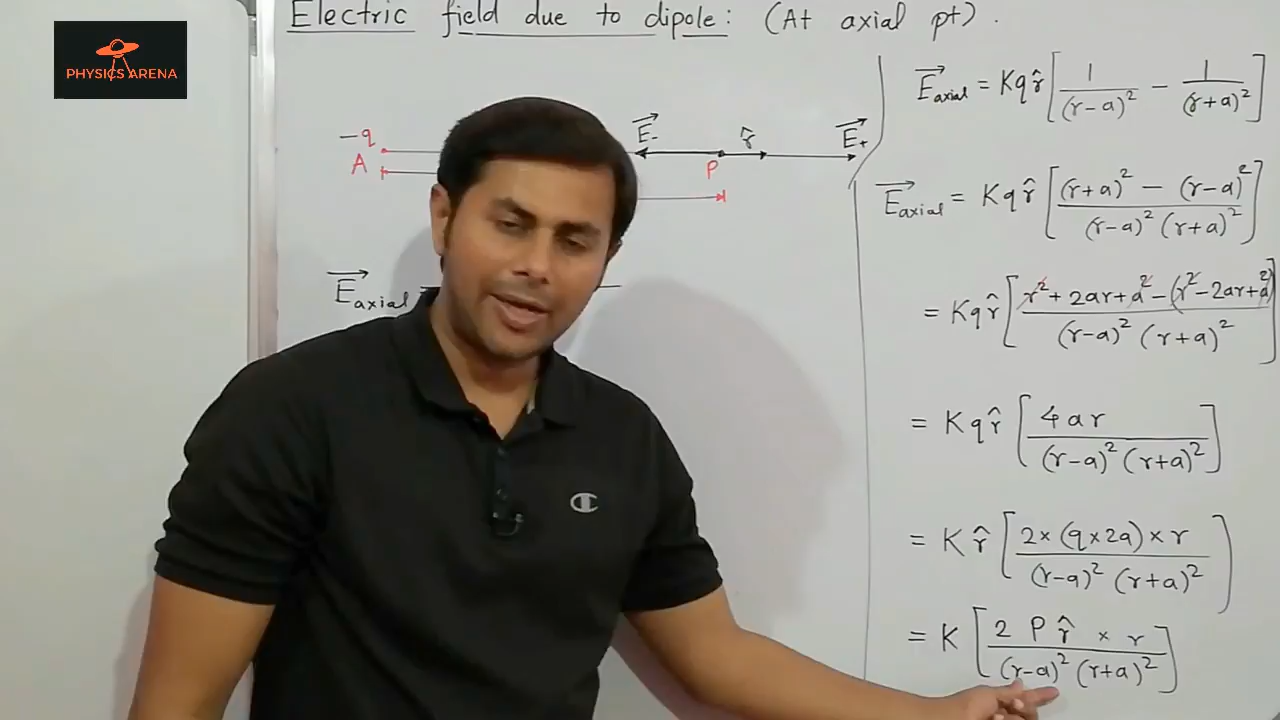 Electric field due to dipole: (At axial pt).
PHYSICS ARENA
-q
A
E⃗-
P
r̂
E⃗+
E⃗axial
E⃗axial = Kq r̂ [ 1/(r-a)² - 1/(r+a)² ]
E⃗axial = Kq r̂ [ (r+a)² - (r-a)² / (r-a)² (r+a)² ]
= Kq r̂ [ r² + 2ar + a² - (r² - 2ar + a²) / (r-a)² (r+a)² ]
= Kq r̂ [ 4ar / (r-a)² (r+a)² ]
= K r̂ [ 2 × (q × 2a) × r / (r-a)² (r+a)² ]
= K [ 2 P r̂ × r / (r-a)² (r+a)² ]